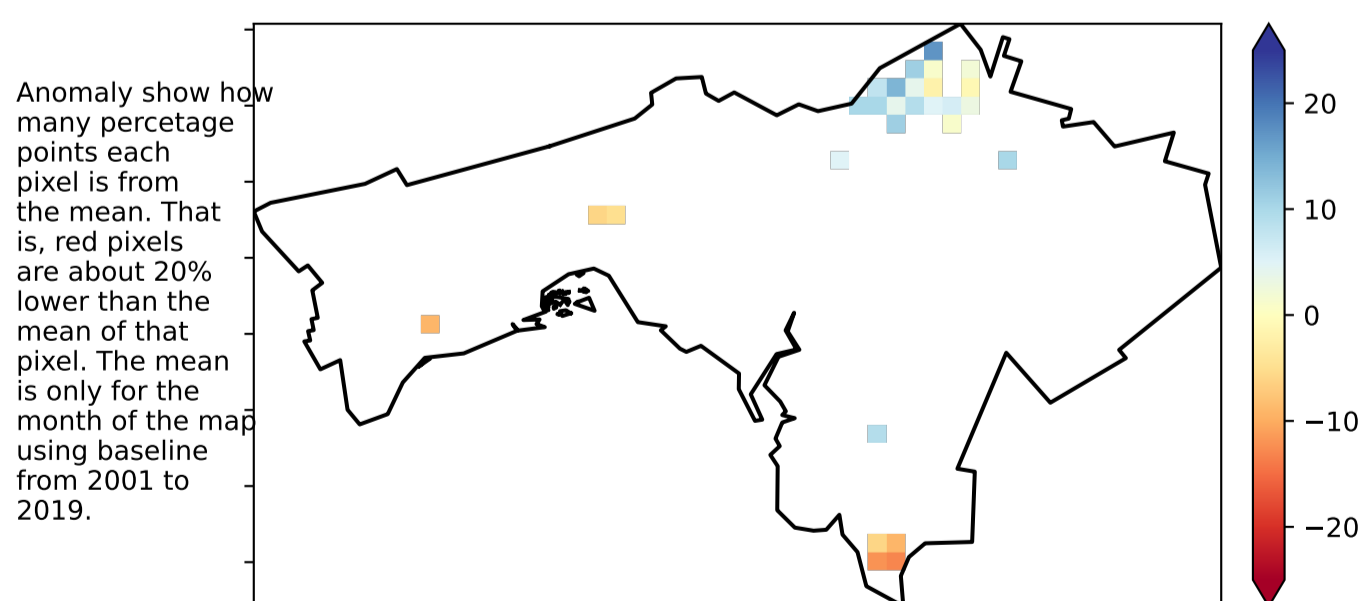 Anomaly show how
many percetage
points each
pixel is from
the mean. That
is, red pixels
are about 20%
lower than the
mean of that
pixel. The mean
is only for the
month of the map
using baseline
from 2001 to
2019.
20
10
0
−10
−20